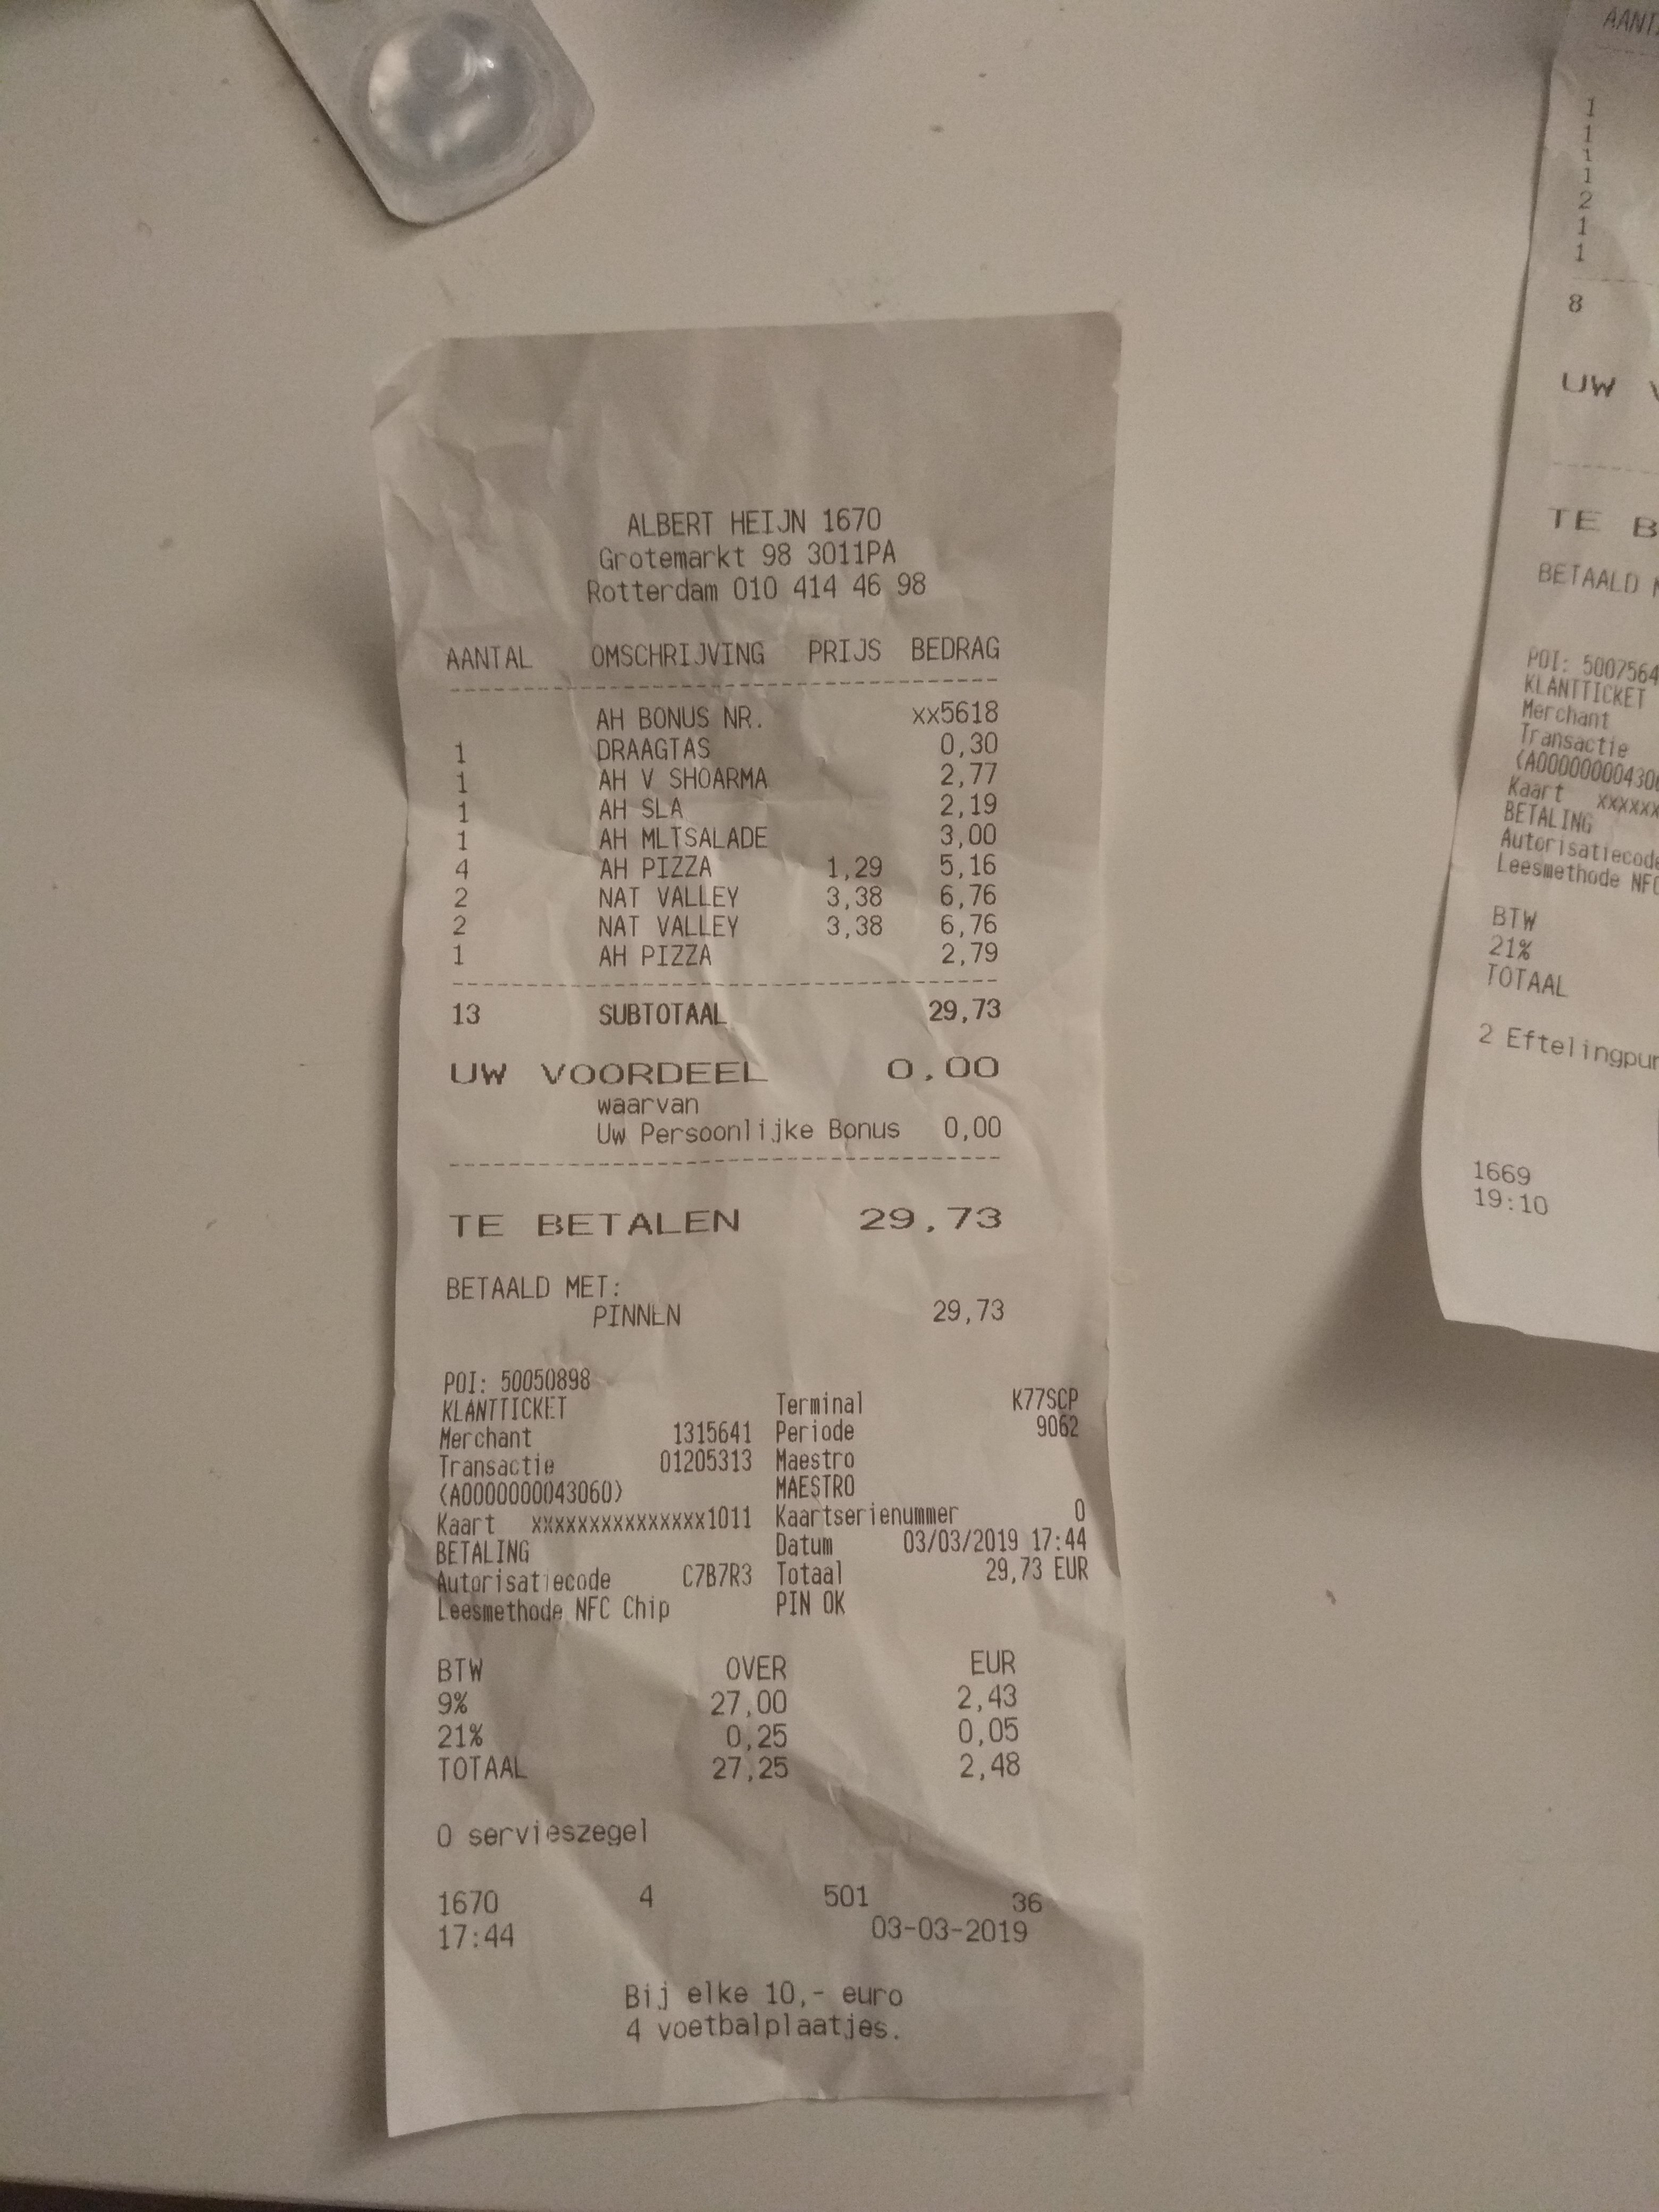 ALBERT HEIJN 1670
Grotemarkt 98 3011PA
Rotterdam 010 414 46 98
AANTAL OMSCHRIJVING PRIJS BEDRAG
AH BONUS NR. xx5618
1 DRAAGTAS 0,30
1 AH V SHOARMA 2,77
1 AH SLA 2,19
1 AH MLTSALADE 3,00
4 AH PIZZA 1,29 5,16
2 NAT VALLEY 3,38 6,76
2 NAT VALLEY 3,38 6,76
1 AH PIZZA 2,79
13 SUBTOTAAL 29,73
UW VOORDEEL 0,00
waarvan
Uw Persoonlijke Bonus 0,00
TE BETALEN 29,73
BETAALD MET:
PINNEN 29,73
POI: 50050898
KLANTTICKET Terminal K77SCP
Merchant 1315641 Periode 9062
Transactie 01205313 Maestro
(A0000000043060) MAESTRO
Kaart xxxxxxxxxxxxxxx1011 Kaartserienummer 0
BETALING Datum 03/03/2019 17:44
Autorisatiecode C7B7R3 Totaal 29,73 EUR
Leesmethode NFC Chip PIN OK
BTW OVER EUR
9% 27,00 2,43
21% 0,25 0,05
TOTAAL 27,25 2,48
0 servieszegel
1670 4 501 36
17:44 03-03-2019
Bij elke 10,- euro
4 voetbalplaatjes.
1
1
1
1
2
1
1
8
UW
TE
BETAALD
POI:
KLANTTICKET
Merchant
Transactie
Kaart
BETALING
Autorisatiecode
Leesmethode
BTW
21%
TOTAAL
2
1669
19:10